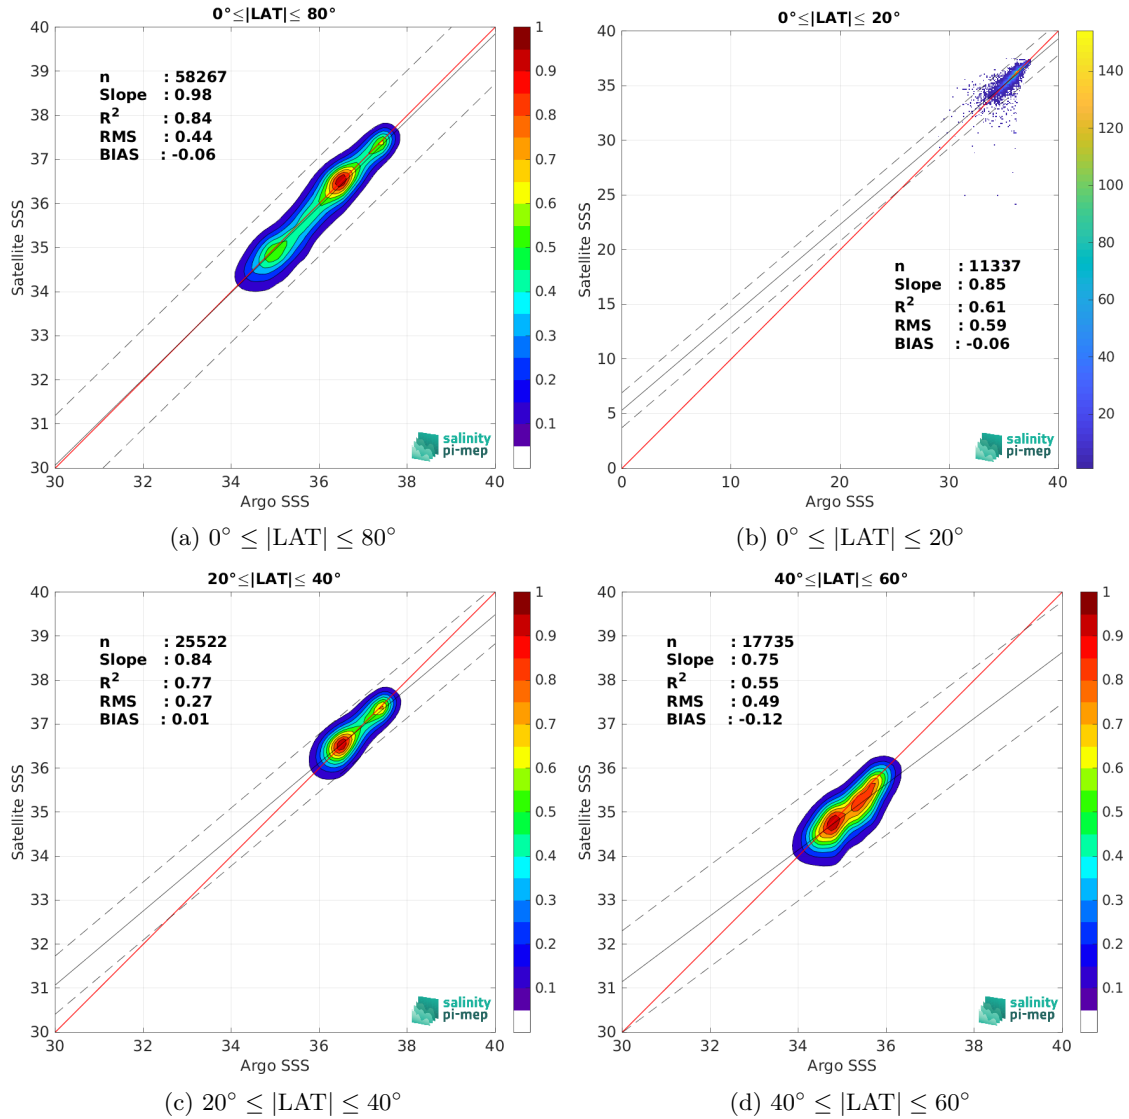 0°≤|LAT|≤ 80°
40
39
38
37
36
35
34
33
32
31
30
30 32 34 36 38 40
Satellite SSS
Argo SSS
n : 58267
Slope : 0.98
R² : 0.84
RMS : 0.44
BIAS : -0.06
salinity
pi-mep
1
0.9
0.8
0.7
0.6
0.5
0.4
0.3
0.2
0.1
(a) 0° ≤ |LAT| ≤ 80°
0°≤|LAT|≤ 20°
40
35
30
25
20
15
10
5
0
0 10 20 30 40
Satellite SSS
Argo SSS
n : 11337
Slope : 0.85
R² : 0.61
RMS : 0.59
BIAS : -0.06
salinity
pi-mep
140
120
100
80
60
40
20
(b) 0° ≤ |LAT| ≤ 20°
20°≤|LAT|≤ 40°
40
39
38
37
36
35
34
33
32
31
30
30 32 34 36 38 40
Satellite SSS
Argo SSS
n : 25522
Slope : 0.84
R² : 0.77
RMS : 0.27
BIAS : 0.01
salinity
pi-mep
1
0.9
0.8
0.7
0.6
0.5
0.4
0.3
0.2
0.1
(c) 20° ≤ |LAT| ≤ 40°
40°≤|LAT|≤ 60°
40
39
38
37
36
35
34
33
32
31
30
30 32 34 36 38 40
Satellite SSS
Argo SSS
n : 17735
Slope : 0.75
R² : 0.55
RMS : 0.49
BIAS : -0.12
salinity
pi-mep
1
0.9
0.8
0.7
0.6
0.5
0.4
0.3
0.2
0.1
(d) 40° ≤ |LAT| ≤ 60°